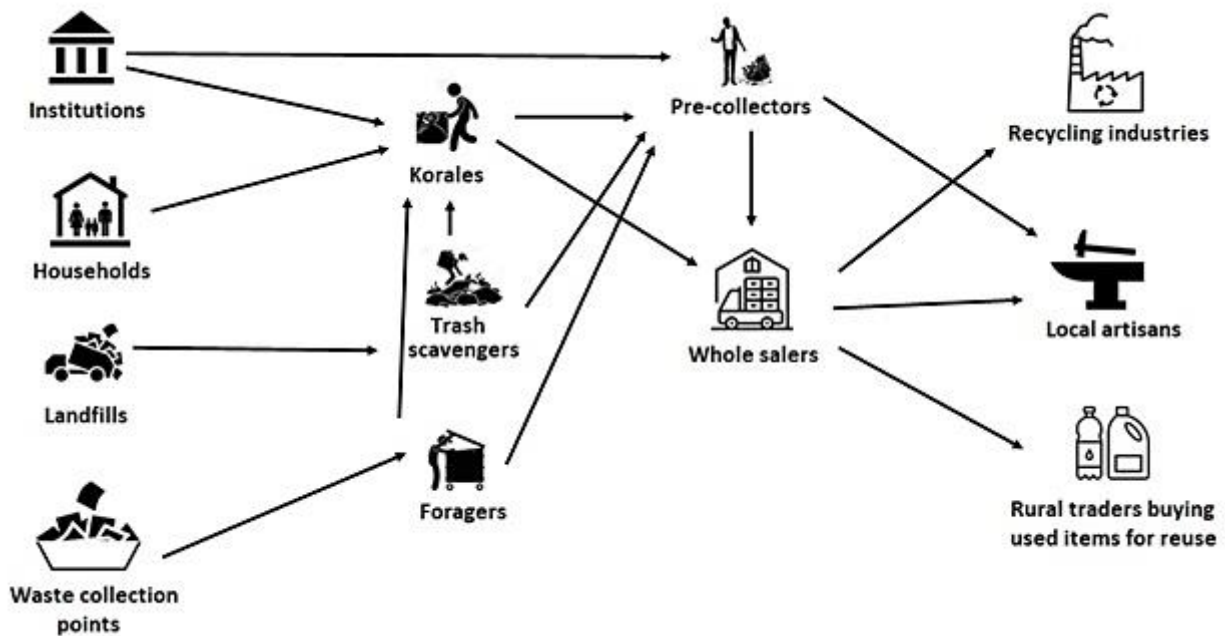 Institutions
Households
Landfills
Waste collection
points
Korales
Trash
scavengers
Foragers
Pre-collectors
Whole salers
Recycling industries
Local artisans
Rural traders buying
used items for reuse